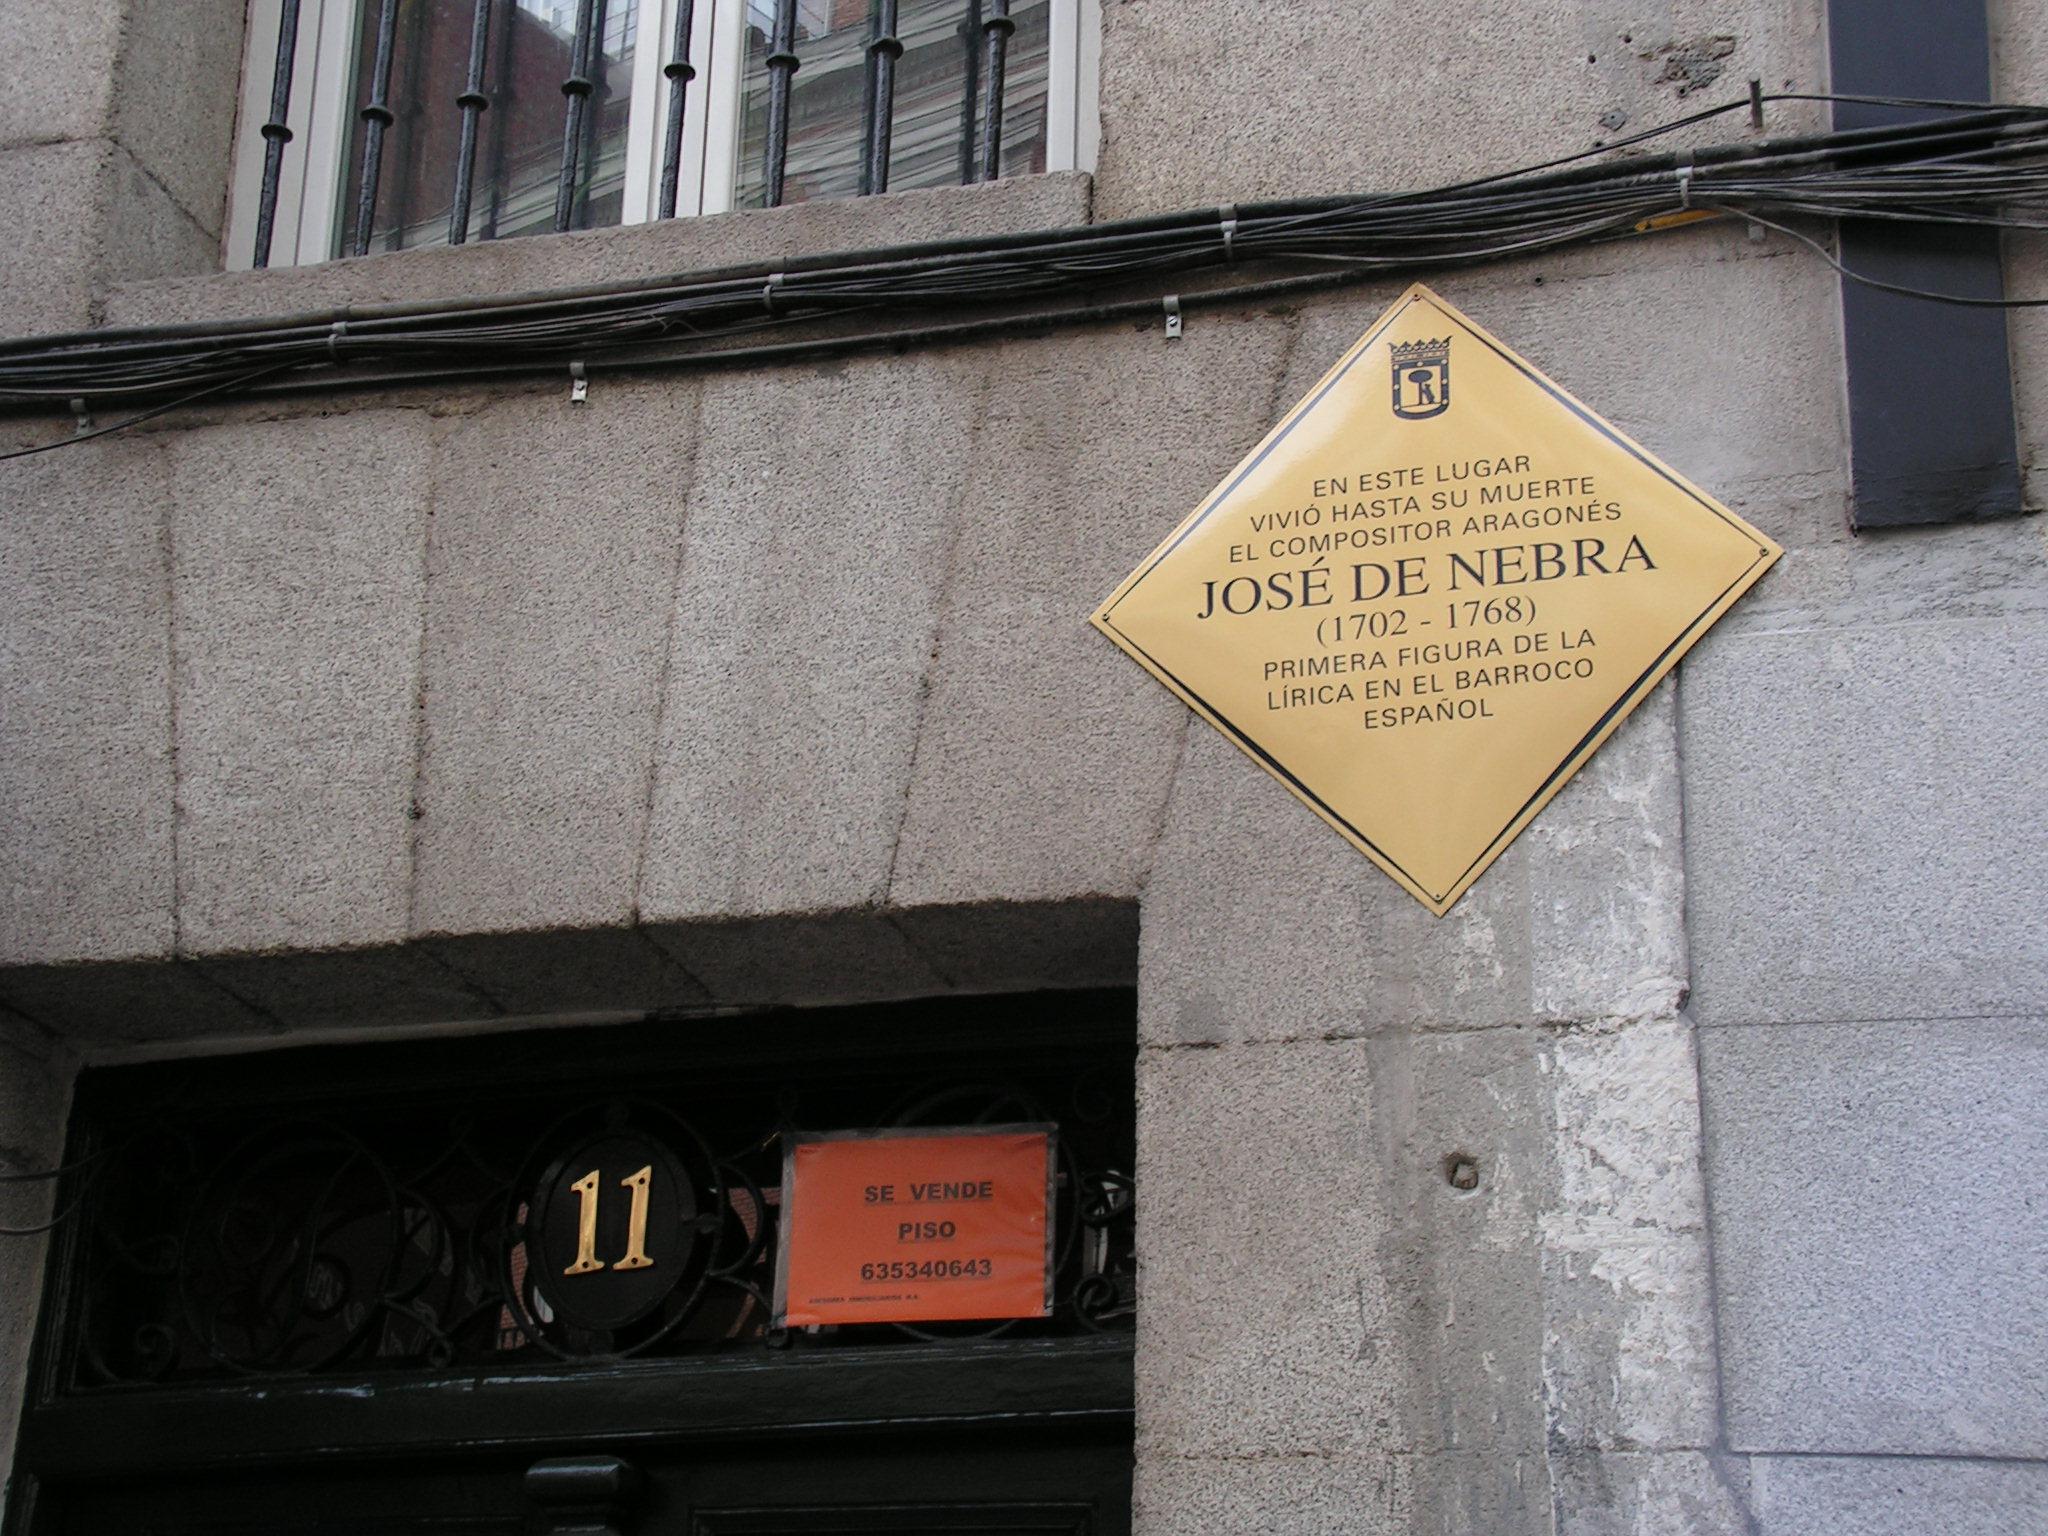 EN ESTE LUGAR
VIVIÓ HASTA SU MUERTE
EL COMPOSITOR ARAGONÉS
JOSÉ DE NEBRA
(1702 - 1768)
PRIMERA FIGURA DE LA
LÍRICA EN EL BARROCO
ESPAÑOL
11
SE VENDE
PISO
635340643